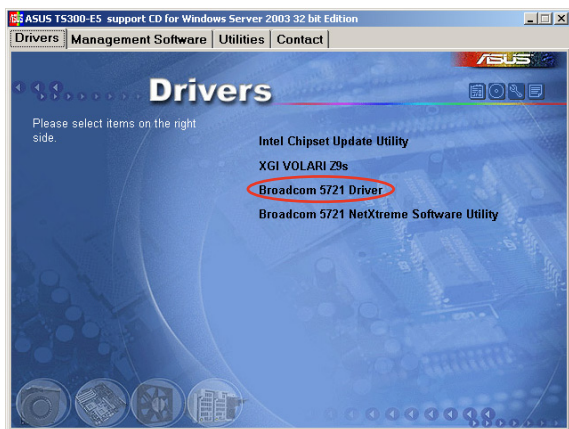 ASUS TS300-E5 support CD for Windows Server 2003 32 bit Edition
Drivers Management Software Utilities Contact
ASUS
Drivers
Please select items on the right
side.
Intel Chipset Update Utility
XGI VOLARI Z9s
Broadcom 5721 Driver
Broadcom 5721 NetXtreme Software Utility